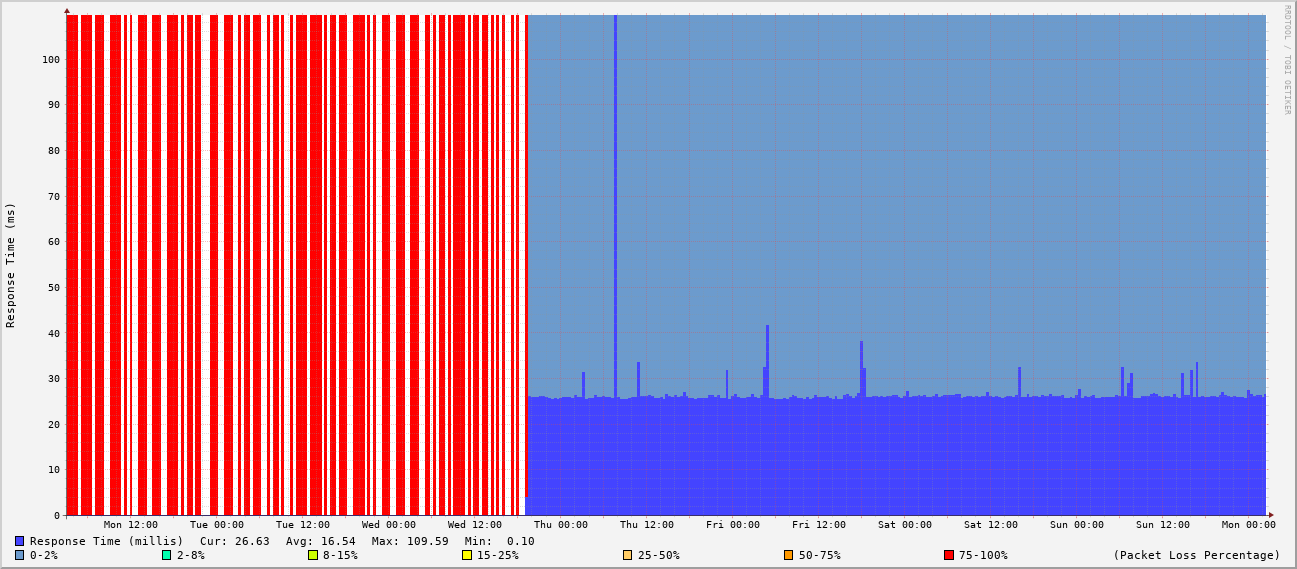 RRDTOOL / TOBI OETIKER
Response Time (ms)
100
90
80
70
60
50
40
30
20
10
0
Mon 12:00 Tue 00:00 Tue 12:00 Wed 00:00 Wed 12:00 Thu 00:00 Thu 12:00 Fri 00:00 Fri 12:00 Sat 00:00 Sat 12:00 Sun 00:00 Sun 12:00 Mon 00:00
Response Time (millis) Cur: 26.63 Avg: 16.54 Max: 109.59 Min: 0.10
0-2% 2-8% 8-15% 15-25% 25-50% 50-75% 75-100% (Packet Loss Percentage)